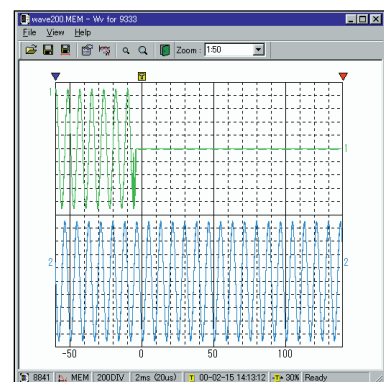 wave200.MEM - Wv for 9333
File View Help
Zoom : 1:50
T
1
1
2
2
-50 0 50 100
8841 MEM 200DIV 2ms (20us) T 00-02-15 14:13:12 T 30% Ready